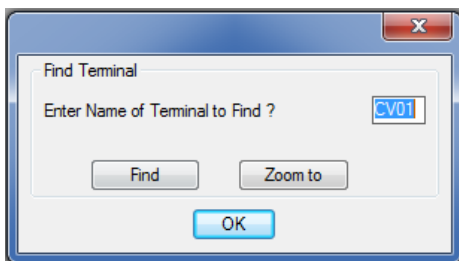 Find Terminal
Enter Name of Terminal to Find ? CV01
Find Zoom to
OK